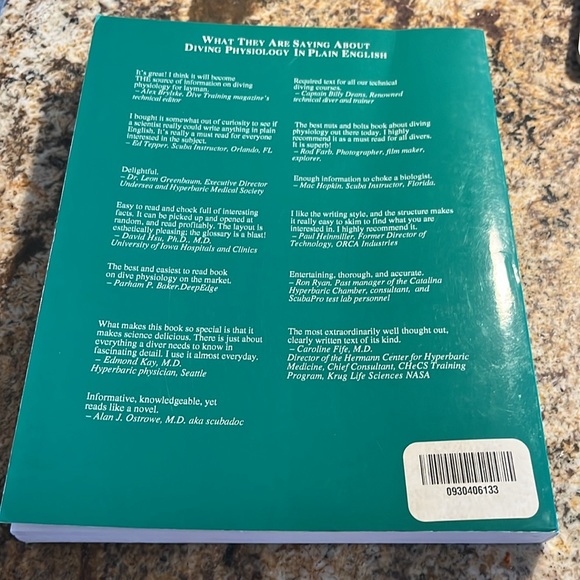 WHAT THEY ARE SAYING ABOUT
DIVING PHYSIOLOGY IN PLAIN ENGLISH
It's great! I think it will become
THE source of information on diving
physiology for layman.
– Alex Brylske, Dive Training magazine's
technical editor
I bought it somewhat out of curiosity to see if
a scientist really could write anything in plain
English. It's really a must read for everyone
interested in the subject.
– Ed Tepper, Scuba Instructor, Orlando, FL
Delightful.
– Dr. Leon Greenbaum, Executive Director
Undersea and Hyperbaric Medical Society
Easy to read and chock full of interesting
facts. It can be picked up and opened at
random, and read profitably. The layout is
esthetically pleasing; the glossary is a blast!
– David Hsu, Ph.D., M.D.
University of Iowa Hospitals and Clinics
The best and easiest to read book
on dive physiology on the market.
– Parham P. Baker.DeepEdge
What makes this book so special is that it
makes science delicious. There is just about
everything a diver needs to know in
fascinating detail. I use it almost everyday.
– Edmond Kay, M.D.
Hyperbaric physician, Seattle
Informative, knowledgeable, yet
reads like a novel.
– Alan J. Ostrowe, M.D. aka scubadoc
Required text for all our technical
diving courses.
– Captain Billy Deans, Renowned
technical diver and trainer
The best nuts and bolts book about diving
physiology out there today. I highly
recommend it as a must read for all divers.
It is superb!
– Rod Farb, Photographer, film maker,
explorer.
Enough information to choke a biologist.
– Mac Hopkin, Scuba Instructor, Florida.
I like the writing style, and the structure makes
it really easy to skim to find what you are
interested in. I highly recommend it.
– Paul Heinmiller, Former Director of
Technology, ORCA Industries
Entertaining, thorough, and accurate.
– Ron Ryan, Past manager of the Catalina
Hyperbaric Chamber, consultant, and
ScubaPro test lab personnel
The most extraordinarily well thought out,
clearly written text of its kind.
– Caroline Fife, M.D.
Director of the Hermann Center for Hyperbaric
Medicine, Chief Consultant, CHeCS Training
Program, Krug Life Sciences NASA
0930406133